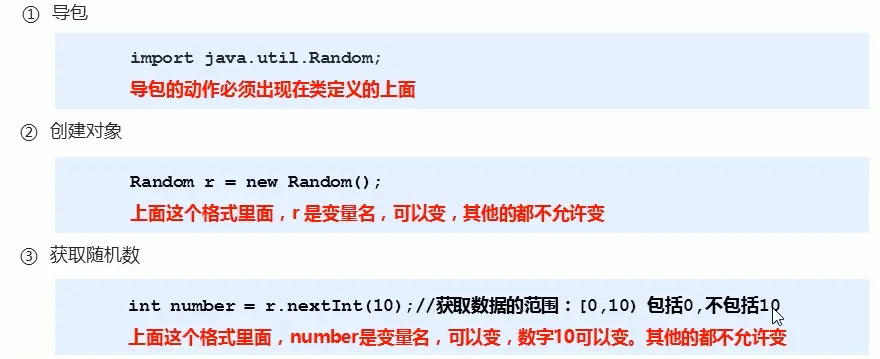 ① 导包
import java.util.Random;
导包的动作必须出现在类定义的上面
② 创建对象
Random r = new Random();
上面这个格式里面，r 是变量名，可以变，其他的都不允许变
③ 获取随机数
int number = r.nextInt(10);//获取数据的范围：[0,10) 包括0,不包括10
上面这个格式里面，number是变量名，可以变，数字10可以变。其他的都不允许变